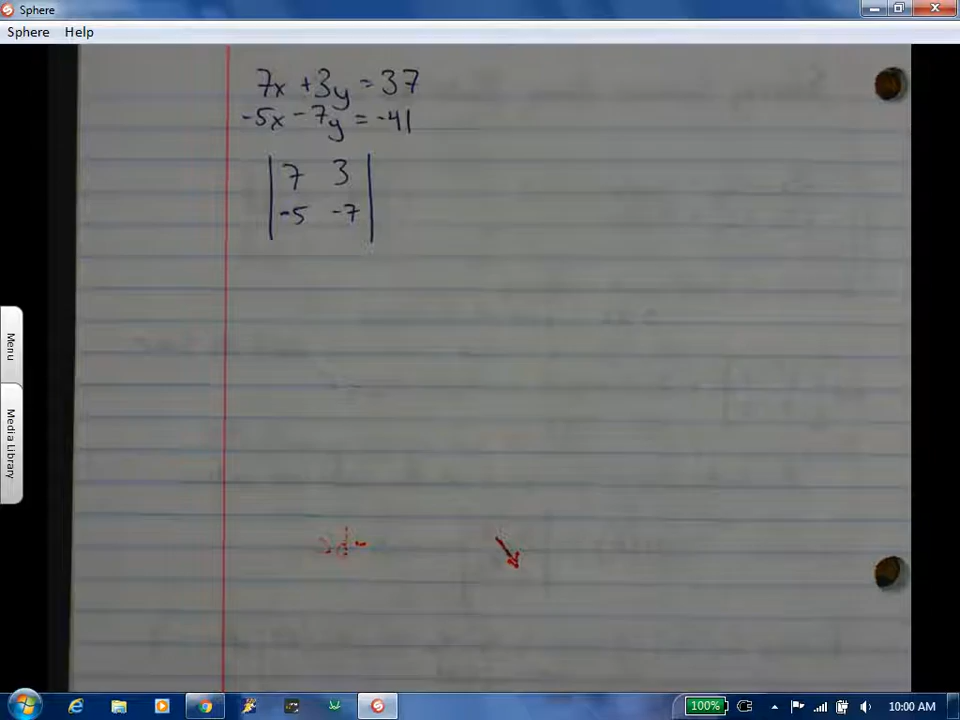 Sphere
Sphere Help
7x + 3y = 37
-5x - 7y = -41
| 7 3 |
| -5 -7 |
Menu
Media Library
100%
10:00 AM